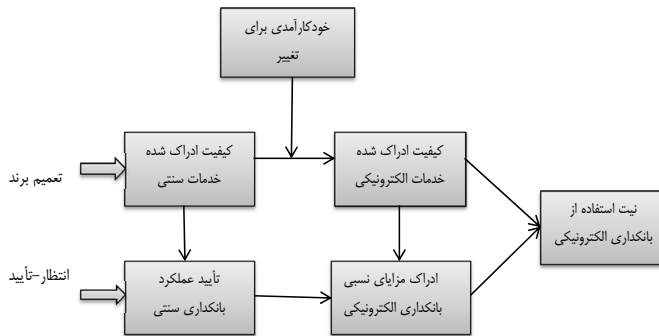 خودکارآمدی برای
تغییر
تعمیم برند
کیفیت ادراک شده
خدمات سنتی
کیفیت ادراک شده
خدمات الکترونیکی
نیت استفاده از
بانکداری الکترونیکی
انتظار-تأیید
تأیید عملکرد
بانکداری سنتی
ادراک مزایای نسبی
بانکداری الکترونیکی